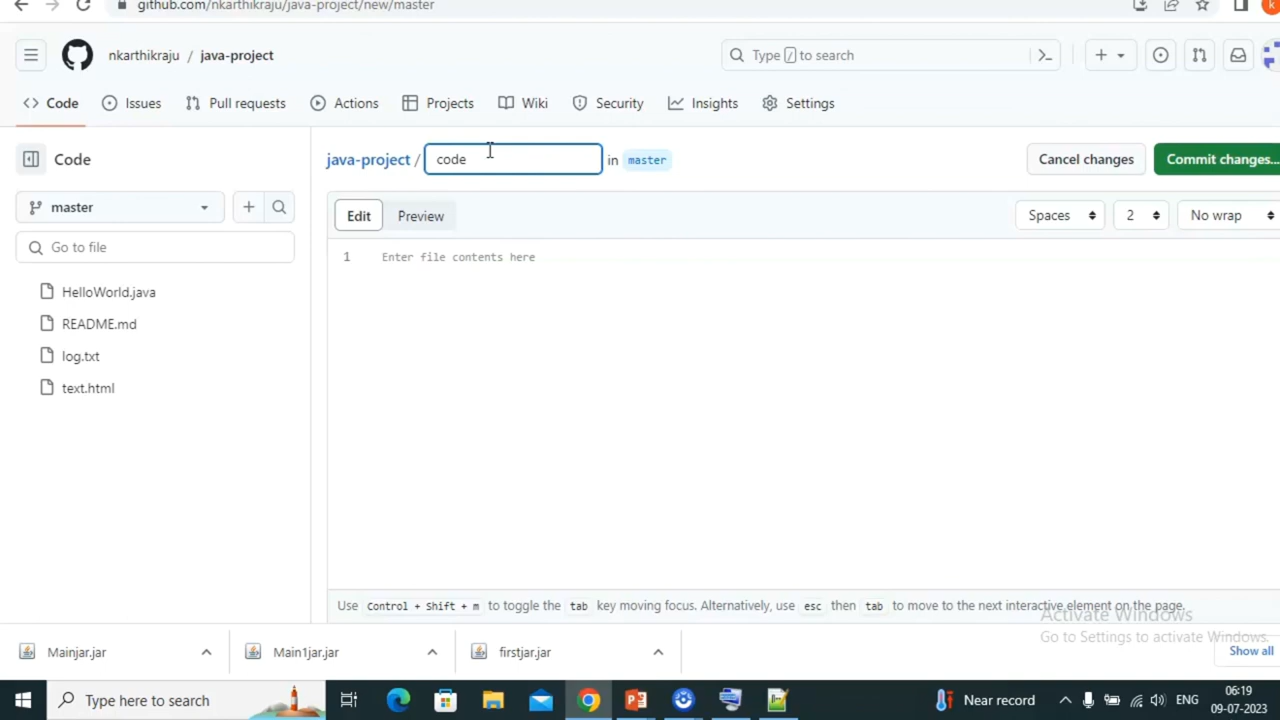 github.com/nkarthikraju/java-project/new/master
nkarthikraju / java-project
Type / to search
Code
Issues
Pull requests
Actions
Projects
Wiki
Security
Insights
Settings
Code
java-project / code in master
Cancel changes
Commit changes...
master
Edit
Preview
Spaces
2
No wrap
Go to file
1 Enter file contents here
HelloWorld.java
README.md
log.txt
text.html
Use Control + Shift + m to toggle the tab key moving focus. Alternatively, use esc then tab to move to the next interactive element on the page.
Activate Windows
Go to Settings to activate Windows.
Mainjar.jar
Main1jar.jar
firstjar.jar
Show all
Type here to search
Near record
ENG
06:19
09-07-2023